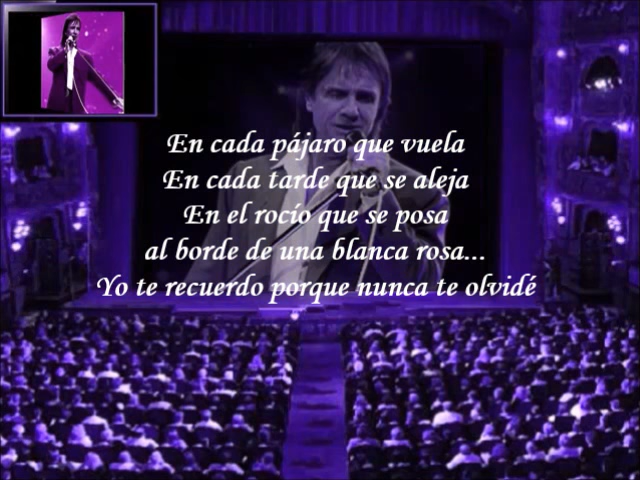 En cada pájaro que vuela
En cada tarde que se aleja
En el rocío que se posa
al borde de una blanca rosa...
Yo te recuerdo porque nunca te olvidé